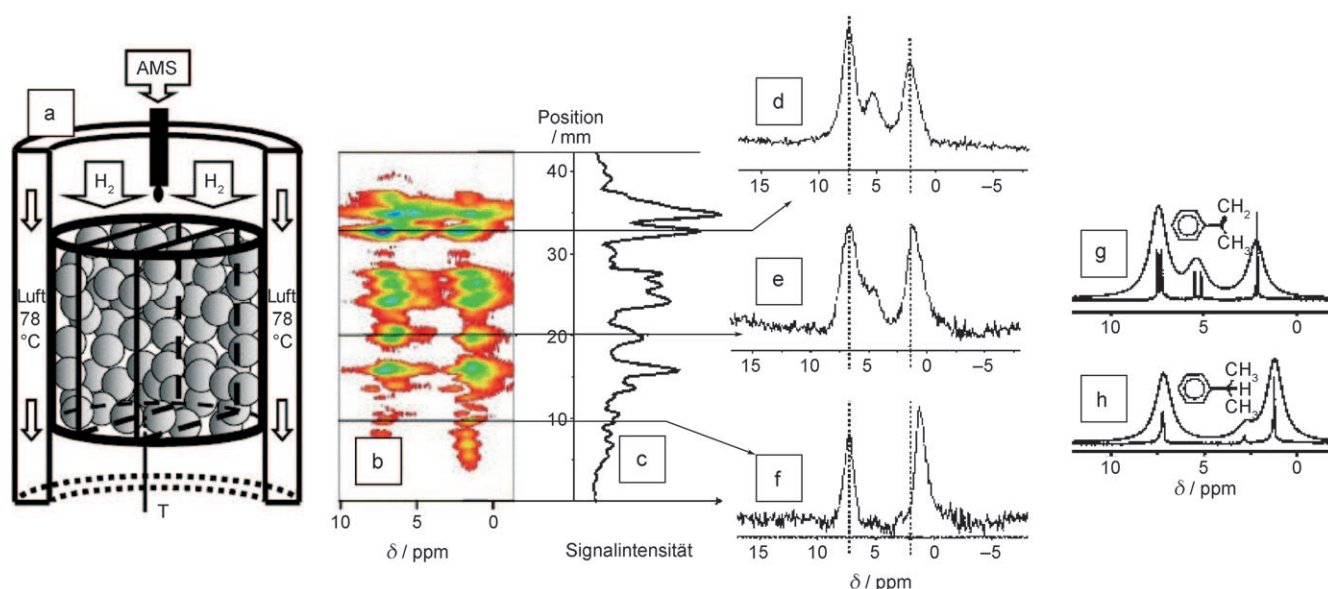 AMS
a
H₂
H₂
Luft
78
°C
Luft
78
°C
T
Position
/ mm
40
30
20
10
0
b
c
10
5
0
δ / ppm
Signalintensität
d
15
10
5
0
–5
e
15
10
5
0
–5
f
15
10
5
0
–5
δ / ppm
g
CH₂
CH₃
10
5
0
h
CH₃
H
CH₃
10
5
0
δ / ppm